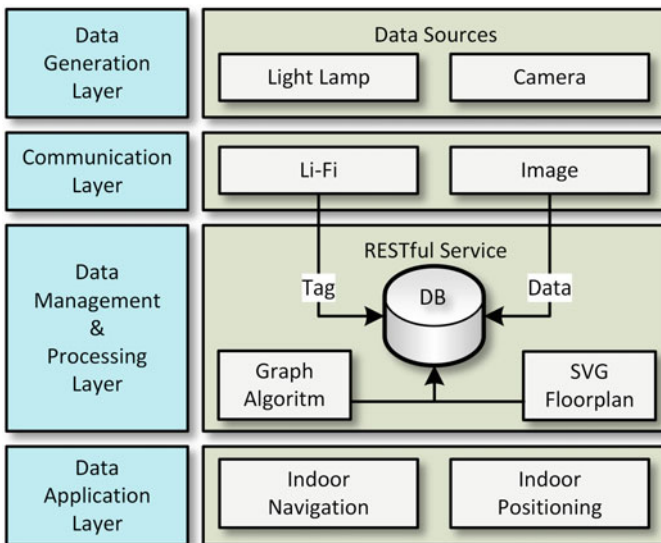 Data
Generation
Layer
Data Sources
Light Lamp
Camera
Communication
Layer
Li-Fi
Image
Data
Management
&
Processing
Layer
RESTful Service
Tag
DB
Data
Graph
Algoritm
SVG
Floorplan
Data
Application
Layer
Indoor
Navigation
Indoor
Positioning